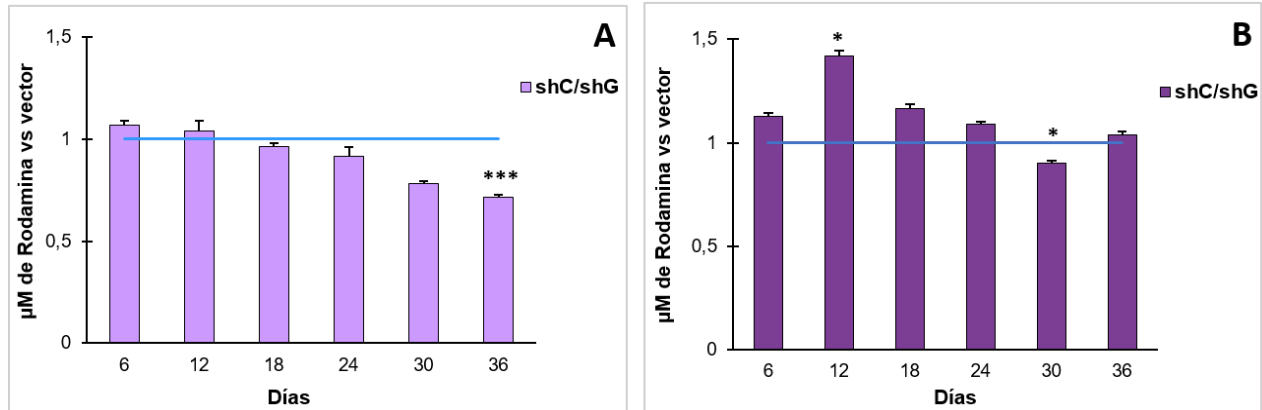 A
1,5
1
0,5
0
µM de Rodamina vs vector
shC/shG
***
6 12 18 24 30 36
Días
B
1,5
1
0,5
0
µM de Rodamina vs vector
shC/shG
*
*
6 12 18 24 30 36
Días